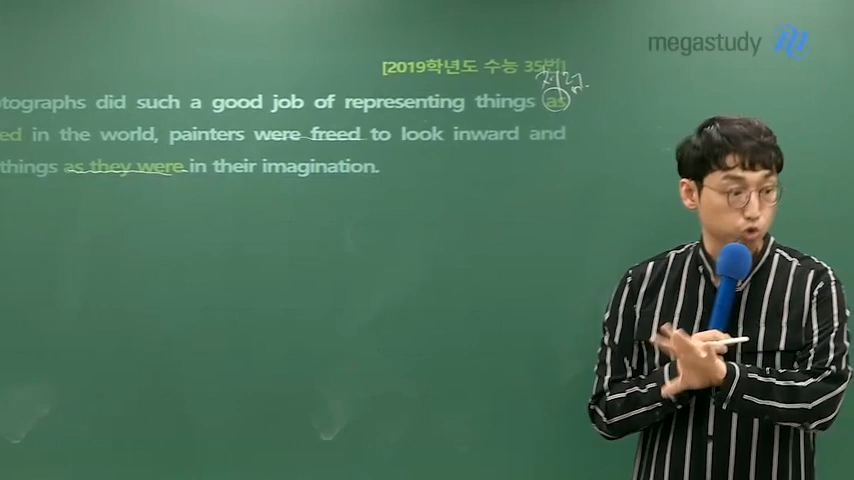 megastudy
[2019학년도 수능 35번]
otographs did such a good job of representing things as
ed in the world, painters were freed to look inward and
things as they were in their imagination.